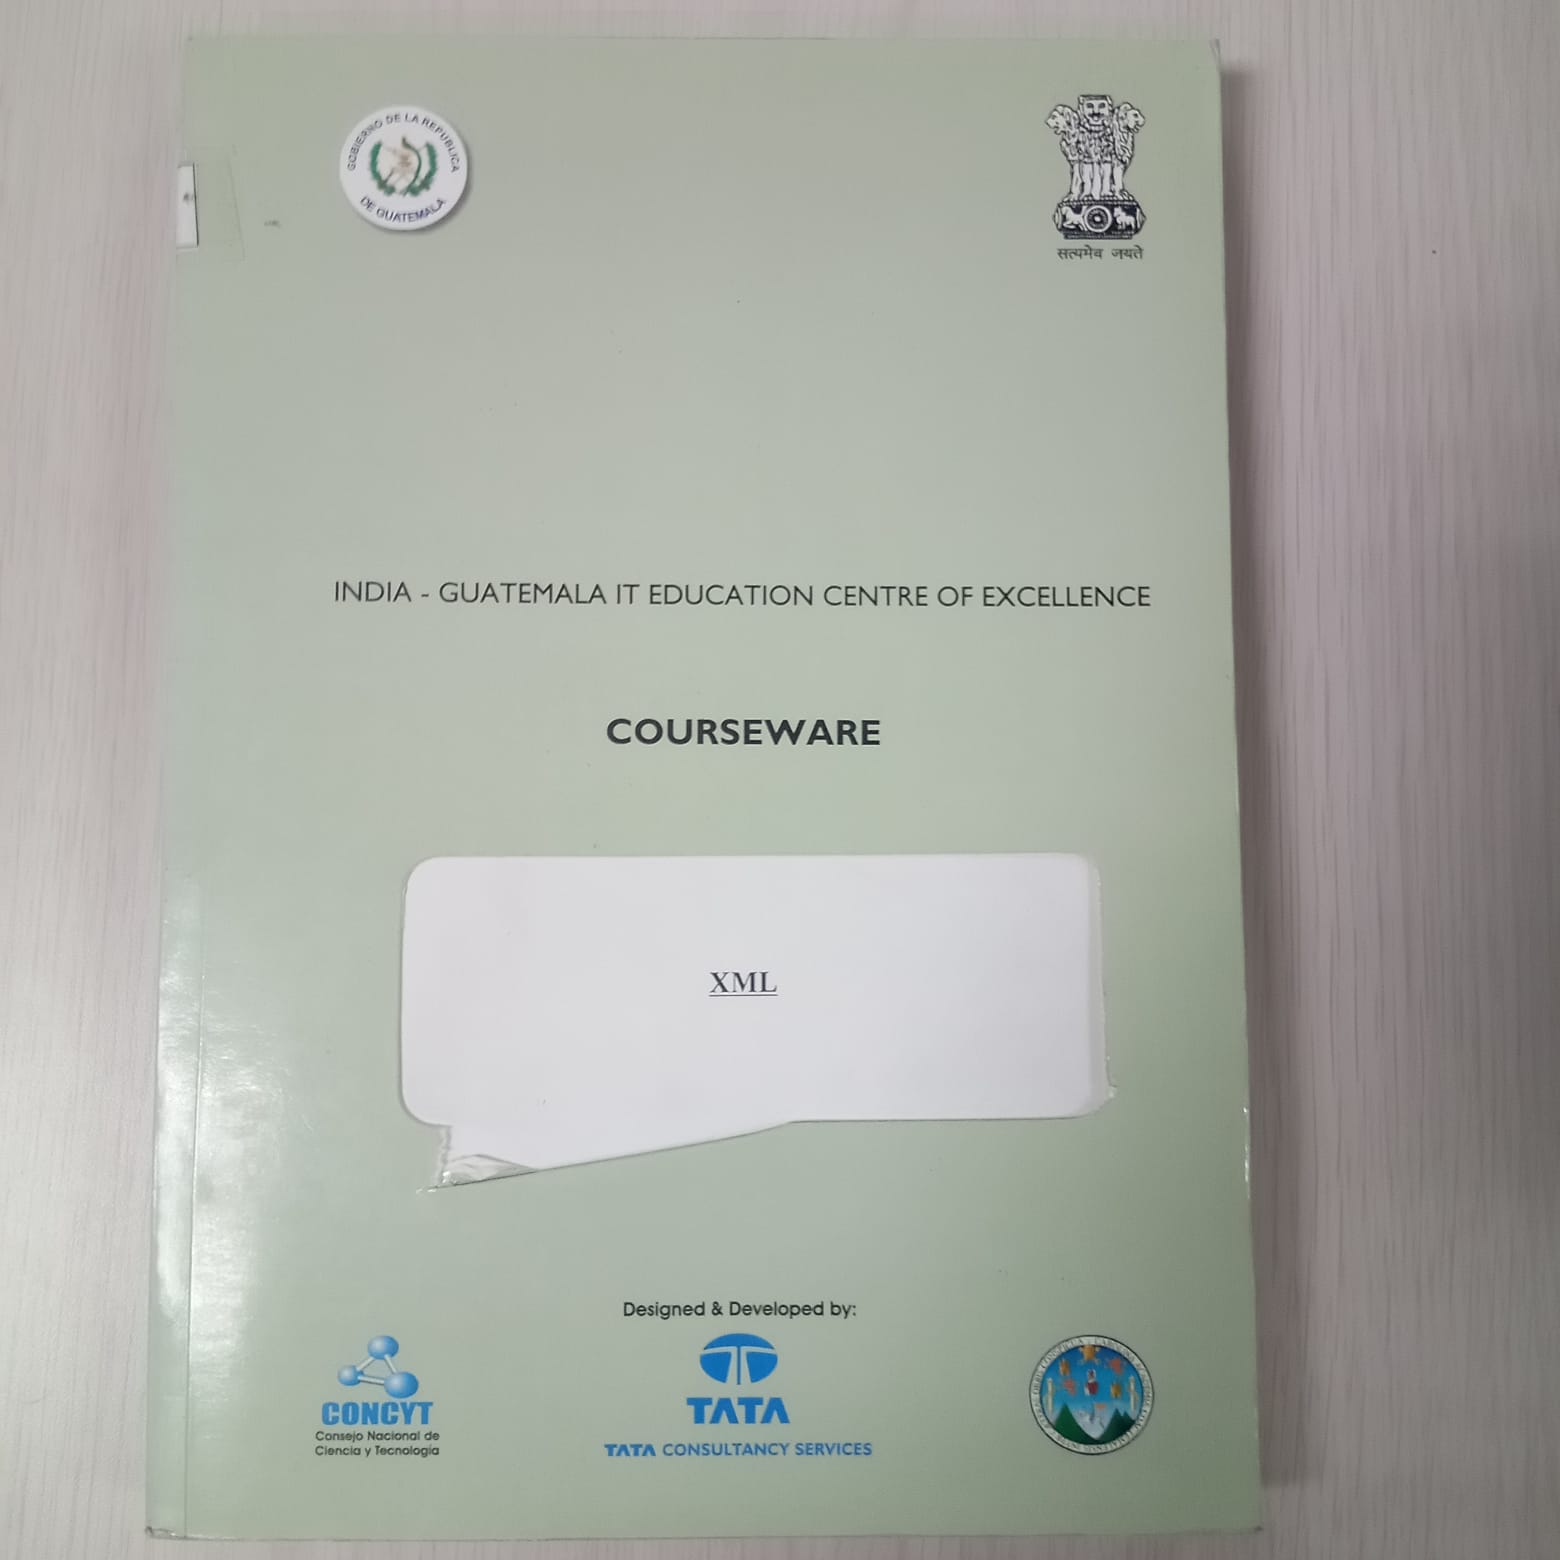 GOBIERNO DE LA REPUBLICA
DE GUATEMALA
सत्यमेव जयते
INDIA - GUATEMALA IT EDUCATION CENTRE OF EXCELLENCE
COURSEWARE
XML
Designed & Developed by:
CONCYT
Consejo Nacional de
Ciencia y Tecnología
TATA
TATA CONSULTANCY SERVICES